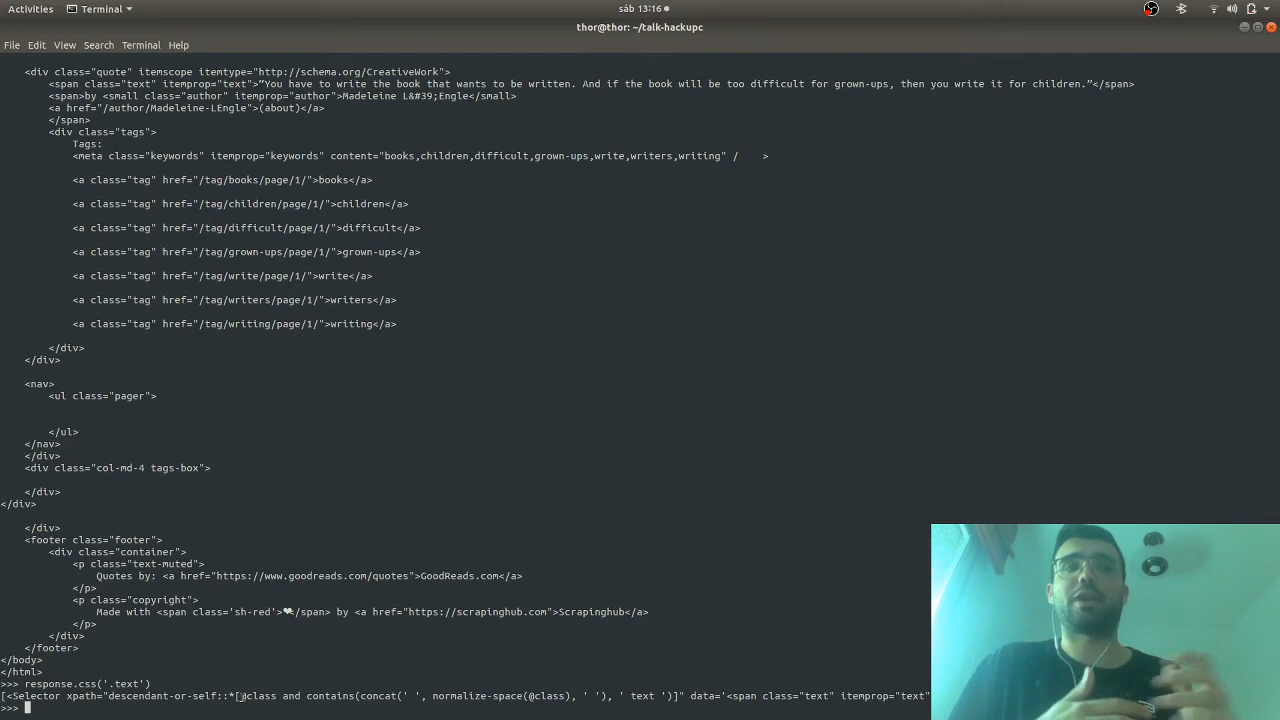 Activities Terminal sáb 13:16
thor@thor: ~/talk-hackupc
File Edit View Search Terminal Help
<div class="quote" itemscope itemtype="http://schema.org/CreativeWork">
<span class="text" itemprop="text">“You have to write the book that wants to be written. And if the book will be too difficult for grown-ups, then you write it for children.”</span>
<span>by <small class="author" itemprop="author">Madeleine L&#39;Engle</small>
<a href="/author/Madeleine-LEngle">(about)</a>
</span>
<div class="tags">
Tags:
<meta class="keywords" itemprop="keywords" content="books,children,difficult,grown-ups,write,writers,writing" / >
<a class="tag" href="/tag/books/page/1/">books</a>
<a class="tag" href="/tag/children/page/1/">children</a>
<a class="tag" href="/tag/difficult/page/1/">difficult</a>
<a class="tag" href="/tag/grown-ups/page/1/">grown-ups</a>
<a class="tag" href="/tag/write/page/1/">write</a>
<a class="tag" href="/tag/writers/page/1/">writers</a>
<a class="tag" href="/tag/writing/page/1/">writing</a>
</div>
</div>
<nav>
<ul class="pager">
</ul>
</nav>
</div>
<div class="col-md-4 tags-box">
</div>
</div>
</div>
<footer class="footer">
<div class="container">
<p class="text-muted">
Quotes by: <a href="https://www.goodreads.com/quotes">GoodReads.com</a>
</p>
<p class="copyright">
Made with <span class='sh-red'>❤</span> by <a href="https://scrapinghub.com">Scrapinghub</a>
</p>
</div>
</footer>
</body>
</html>
>>> response.css('.text')
[<Selector xpath="descendant-or-self::*[@class and contains(concat(' ', normalize-space(@class), ' '), ' text ')]" data='<span class="text" itemprop="text"
>>>